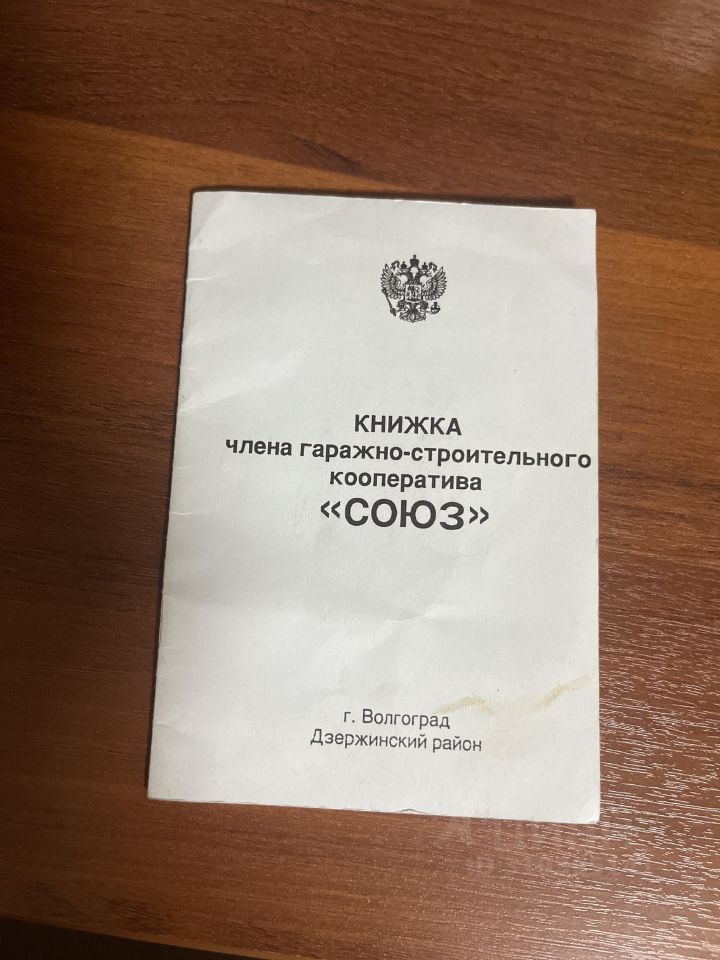 КНИЖКА
члена гаражно-строительного
кооператива
«СОЮЗ»
г. Волгоград
Дзержинский район